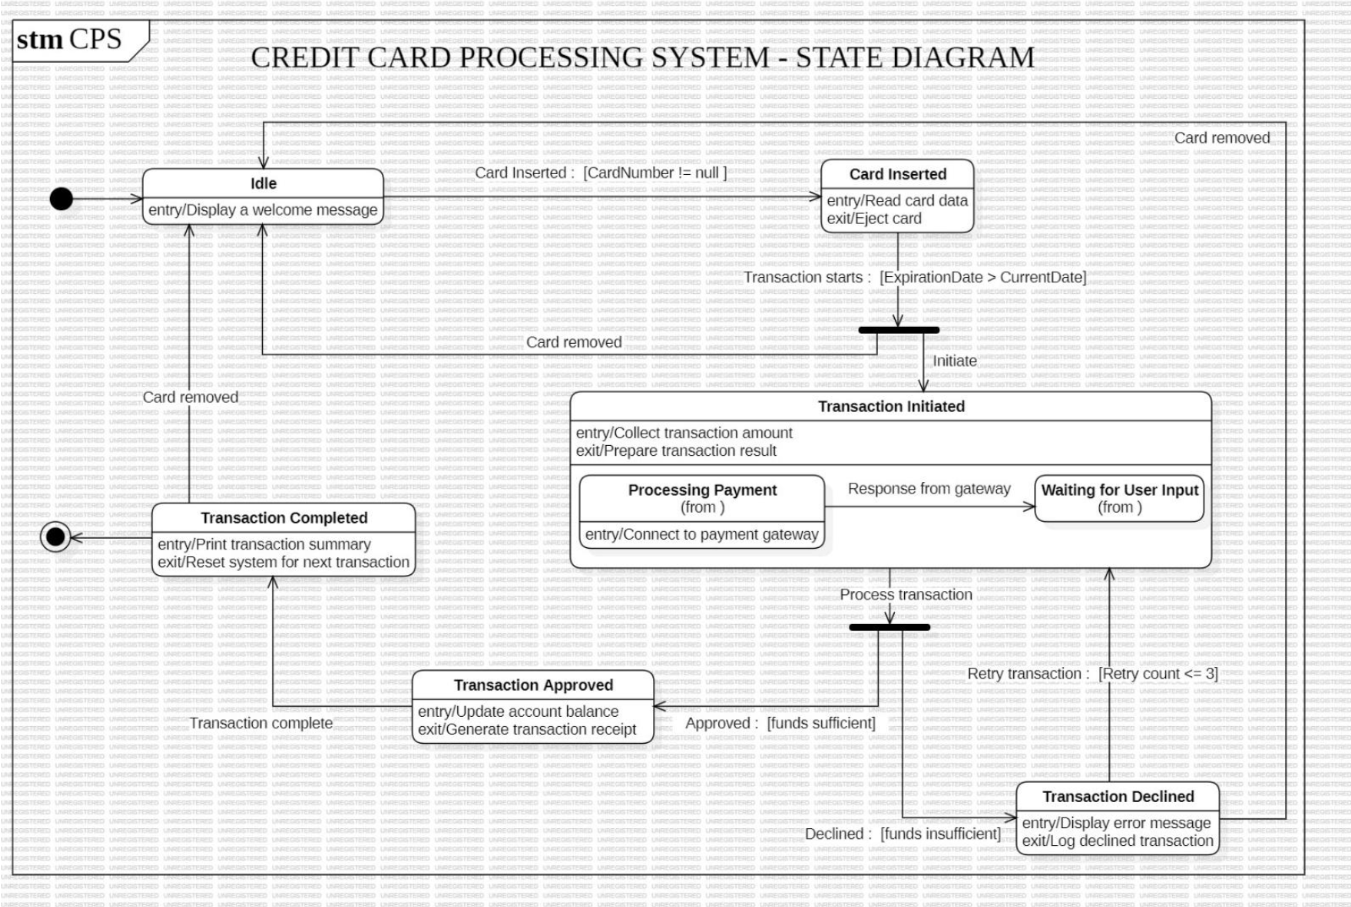 stm CPS
CREDIT CARD PROCESSING SYSTEM - STATE DIAGRAM
Card removed
Idle
entry/Display a welcome message
Card Inserted : [CardNumber != null ]
Card Inserted
entry/Read card data
exit/Eject card
Transaction starts : [ExpirationDate > CurrentDate]
Card removed
Initiate
Card removed
Transaction Initiated
entry/Collect transaction amount
exit/Prepare transaction result
Processing Payment
(from )
entry/Connect to payment gateway
Response from gateway
Waiting for User Input
(from )
Transaction Completed
entry/Print transaction summary
exit/Reset system for next transaction
Process transaction
Retry transaction : [Retry count <= 3]
Transaction Approved
entry/Update account balance
exit/Generate transaction receipt
Transaction complete
Approved : [funds sufficient]
Declined : [funds insufficient]
Transaction Declined
entry/Display error message
exit/Log declined transaction
UNREGISTERED